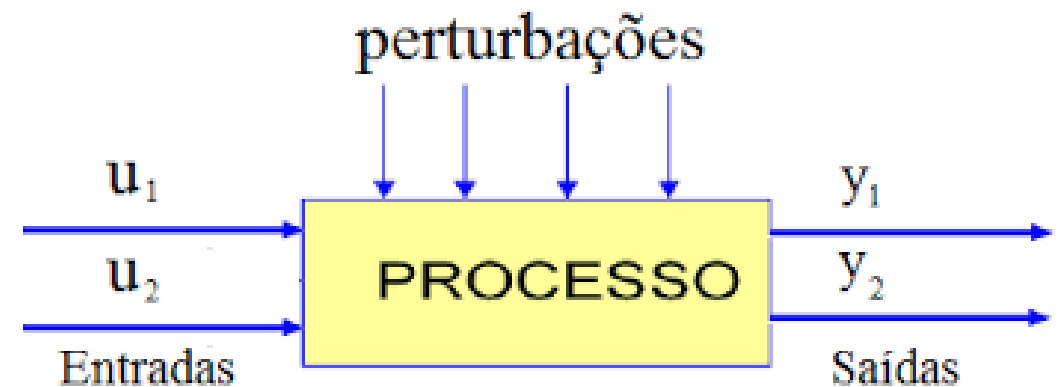 perturbações
u₁
y₁
u₂
PROCESSO
y₂
Entradas
Saídas